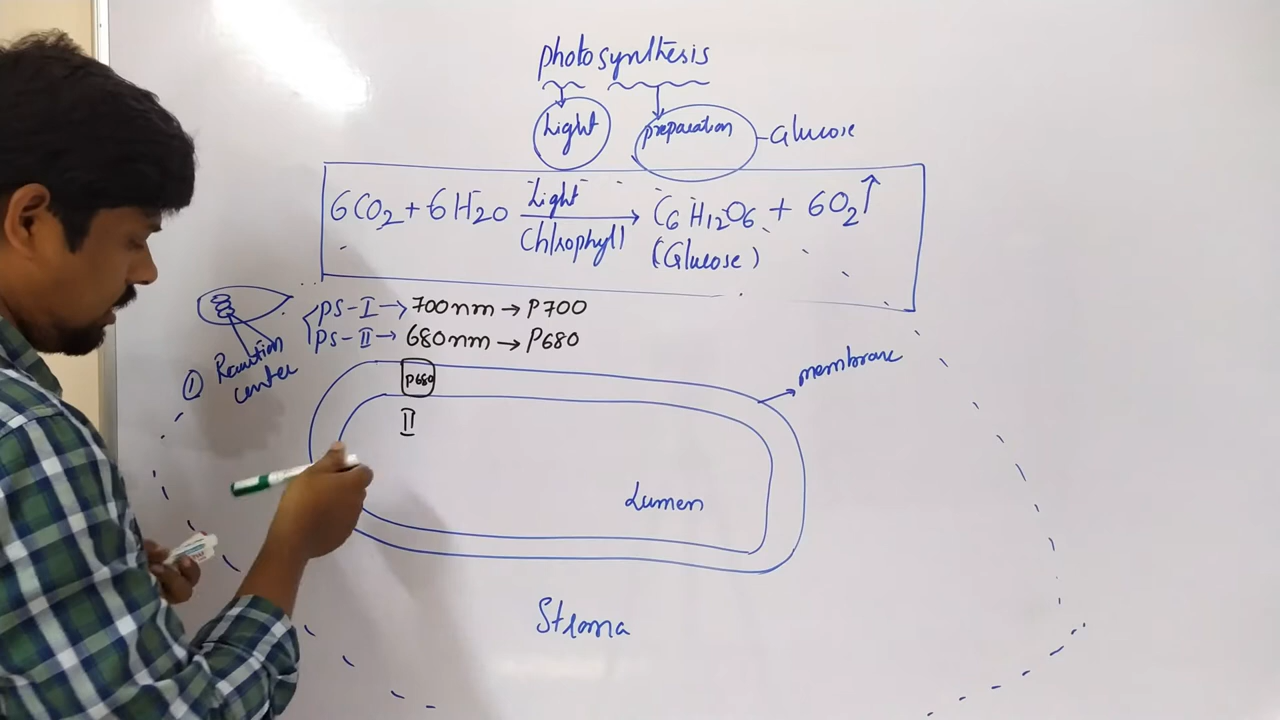 photosynthesis
Light preparation - Glucose
6CO2 + 6H2O Light Chlrophyll → C6H12O6 + 6O2↑
(Glucose)
PS-I → 700nm → P700
PS-II → 680nm → P680
① Reaction center
membrane
P680
II
Lumen
Stroma